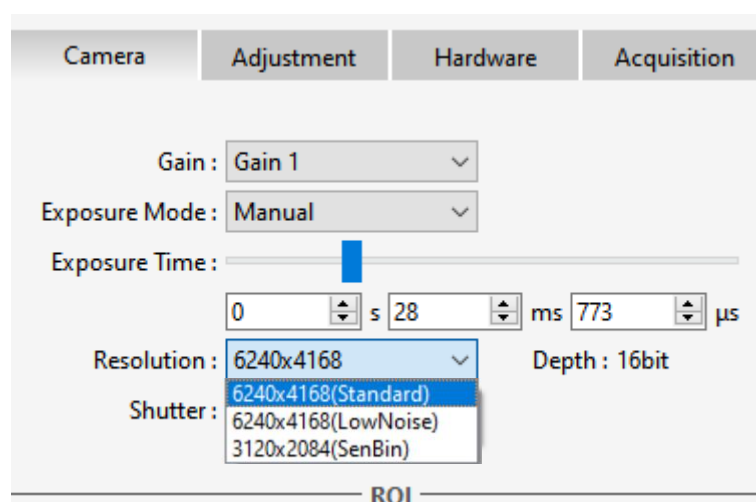 Camera Adjustment Hardware Acquisition
Gain : Gain 1
Exposure Mode : Manual
Exposure Time :
0 s 28 ms 773 µs
Resolution : 6240x4168 Depth : 16bit
6240x4168(Standard)
Shutter : 6240x4168(LowNoise)
3120x2084(SenBin)
ROI